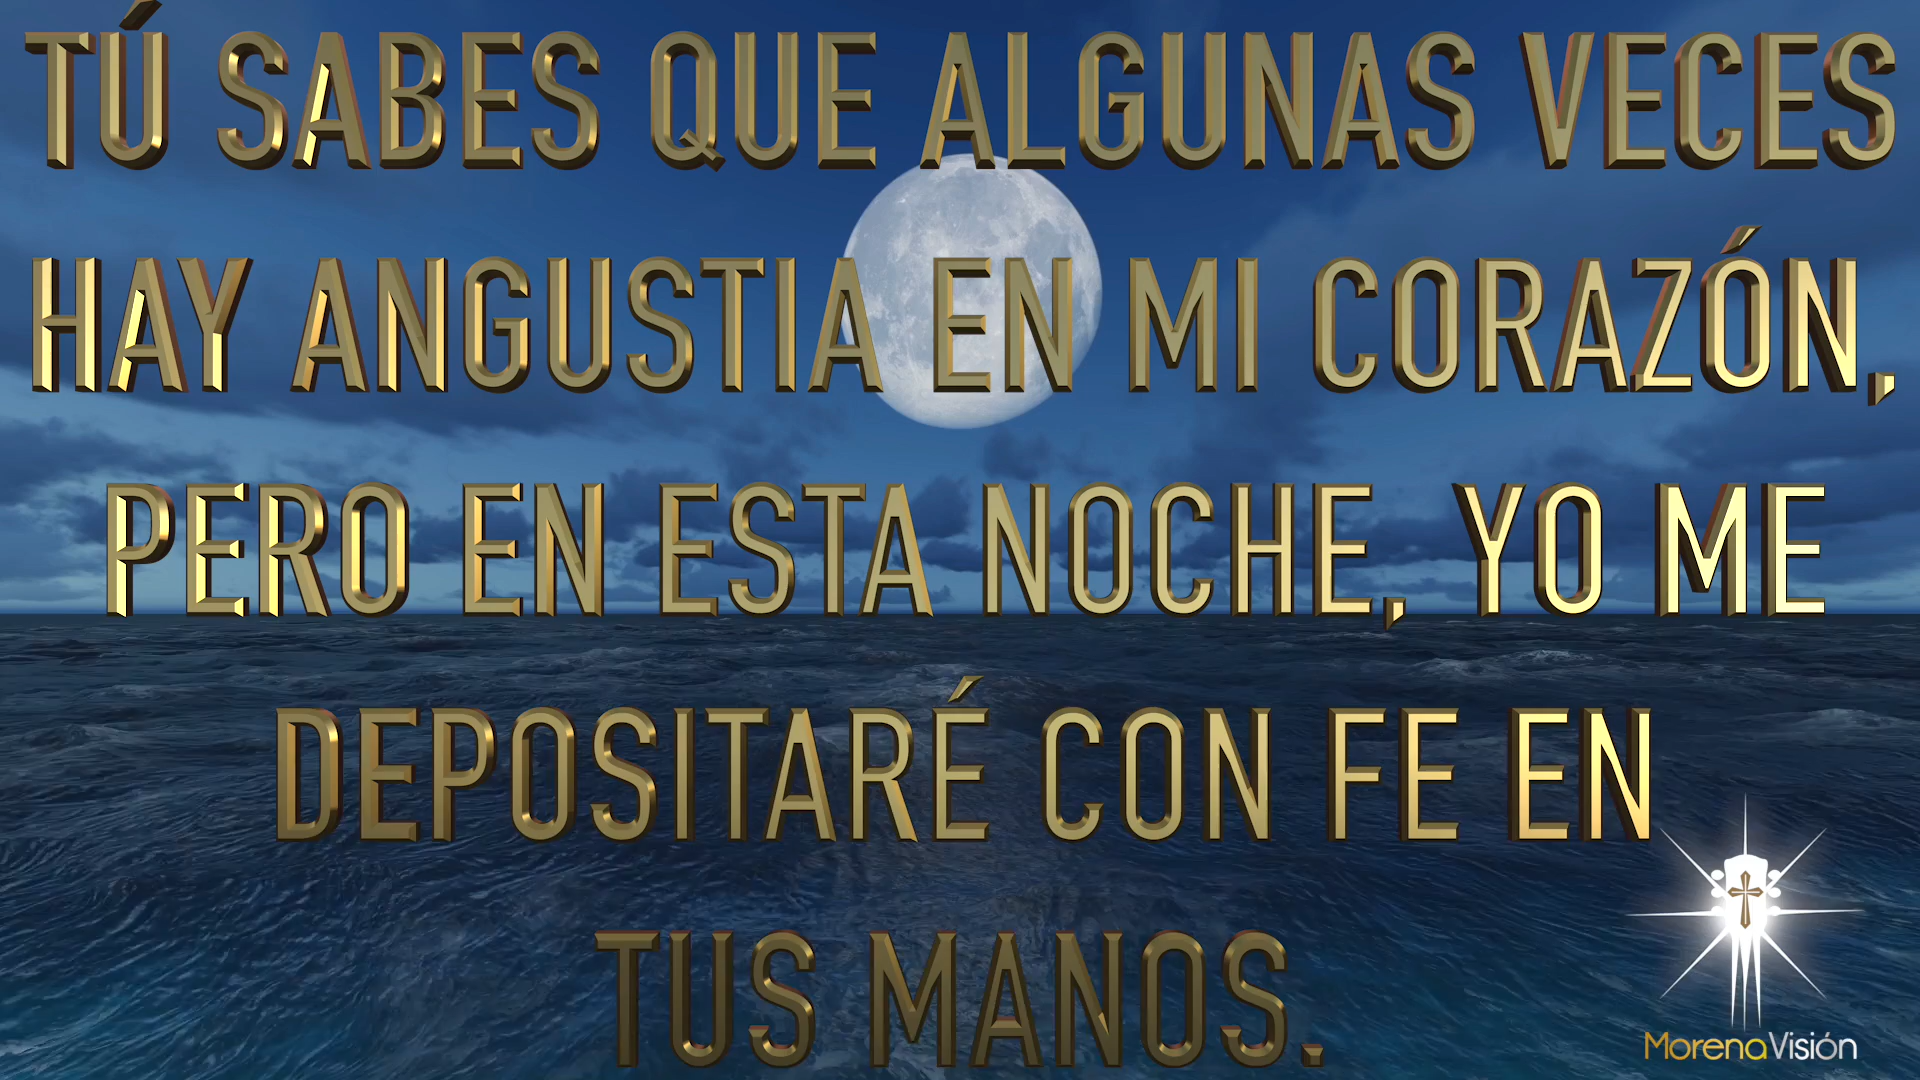 TÚ SABES QUE ALGUNAS VECES
HAY ANGUSTIA EN MI CORAZÓN,
PERO EN ESTA NOCHE, YO ME
DEPOSITARÉ CON FE EN
TUS MANOS.
MorenaVisión